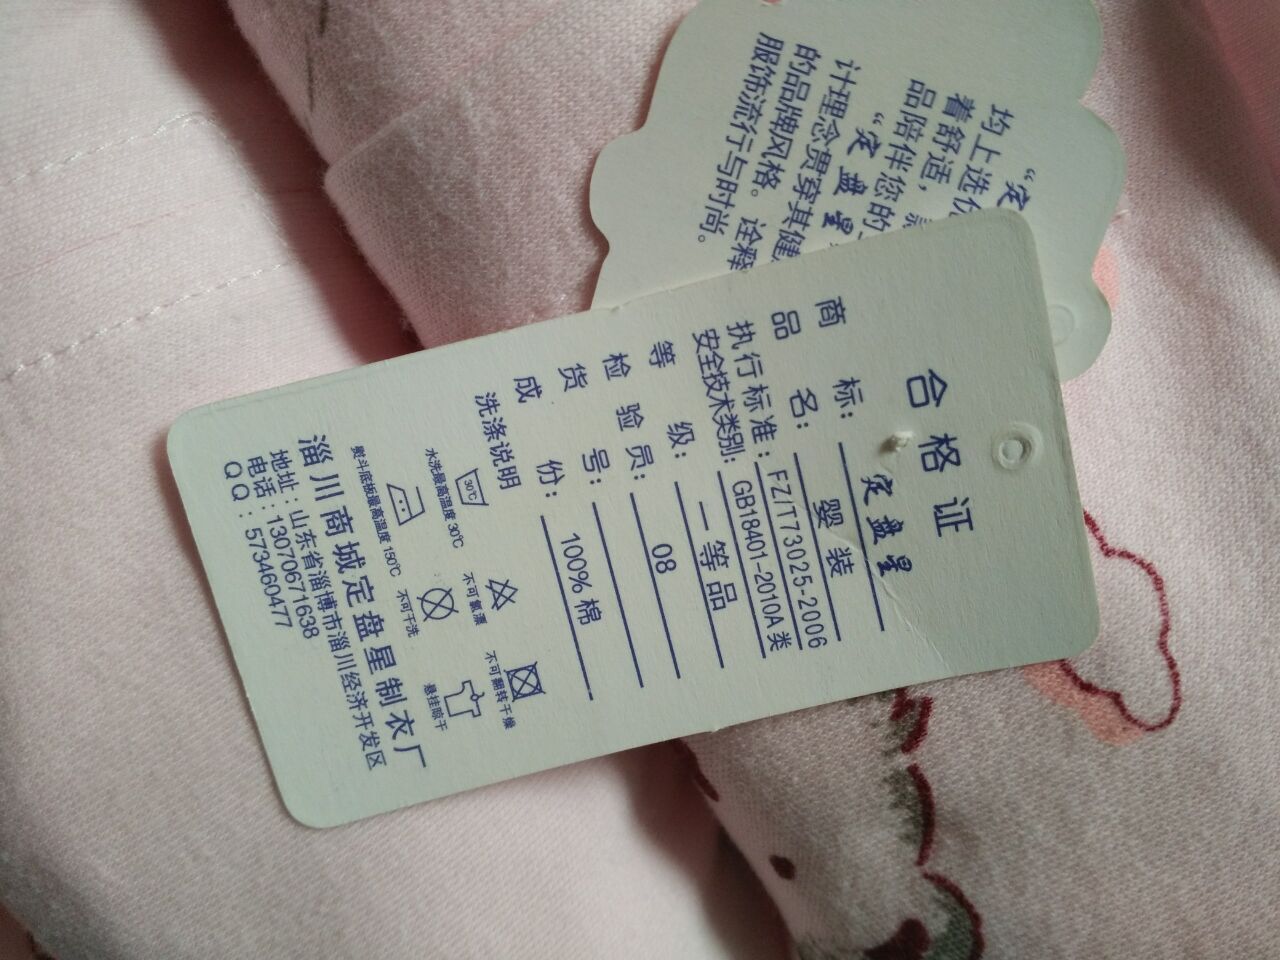 合格证
商标：定盘星
品名：婴装
执行标准：FZ/T73025-2006
安全技术类别：GB18401-2010A类
等级：一等品
检验员：08
货号：
成份：100%棉
洗涤说明
30℃
水洗最高温度 30℃
不可氯漂
不可翻转干燥
熨斗底板最高温度 150℃
不可干洗
悬挂晾干
淄川商城定盘星制衣厂
地址：山东省淄博市淄川经济开发区
电话：13070671638
QQ：573460477
“定
均上选
着舒适，
品陪伴您的
“定盘星
计理念贯穿其健
的品牌风格。诠释
服饰流行与时尚。